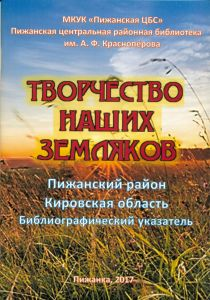 МКУК «Пижанская ЦБС»
Пижанская центральная районная библиотека
им. А. Ф. Красноперова
ТВОРЧЕСТВО
НАШИХ
ЗЕМЛЯКОВ
Пижанский район
Кировская область
Библиографический указатель
Пижанка, 2017